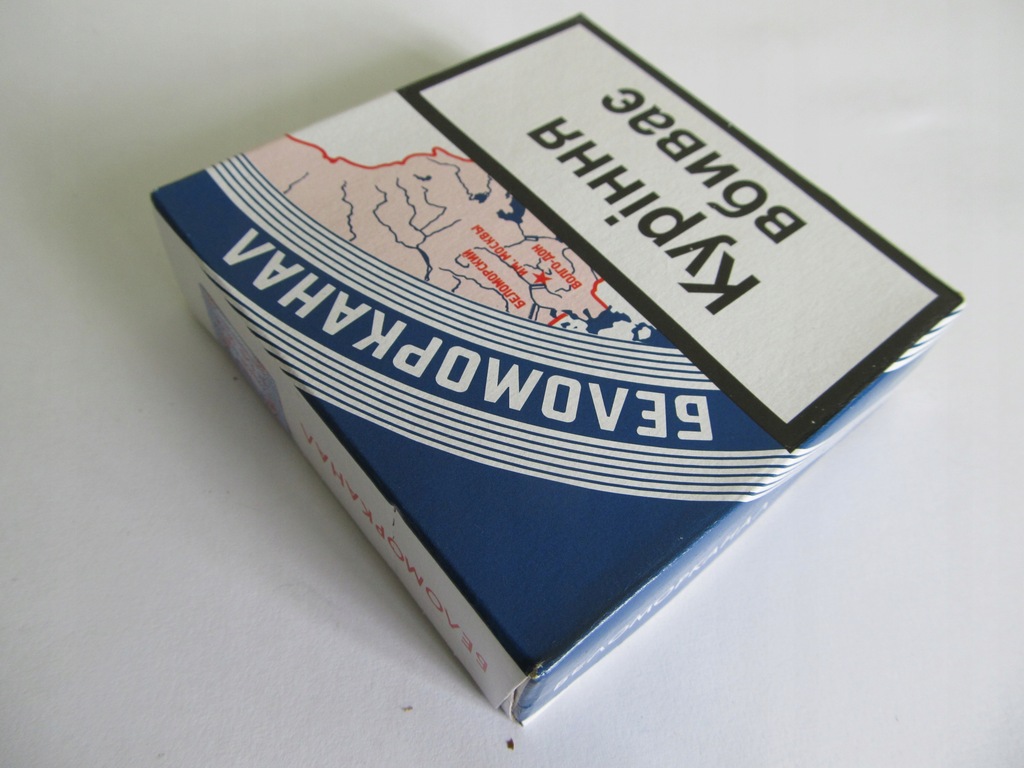 Куріння
вбиває
БЕЛОМОРКАНАЛ
БЕЛОМОРСКИЙ
ИМ. МОСКВЫ
ВОЛГО-ДОН
БЕЛОМОРКАНАЛ